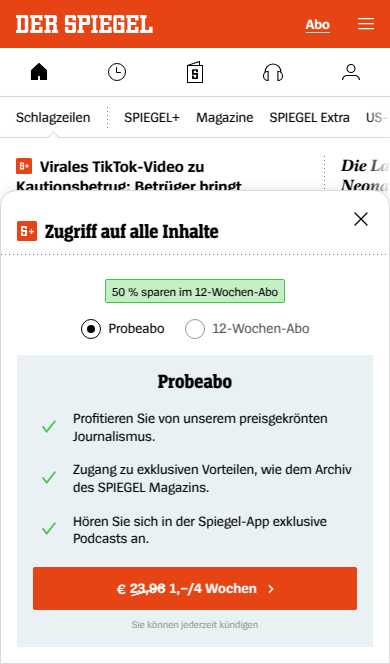 DER SPIEGEL
Abo
Schlagzeilen
SPIEGEL+
Magazine
SPIEGEL Extra
US-
S+ Virales TikTok-Video zu
Kautionsbetrug: Betrüger bringt
Die La
Neona
S+ Zugriff auf alle Inhalte
50 % sparen im 12-Wochen-Abo
Probeabo
12-Wochen-Abo
Probeabo
Profitieren Sie von unserem preisgekrönten
Journalismus.
Zugang zu exklusiven Vorteilen, wie dem Archiv
des SPIEGEL Magazins.
Hören Sie sich in der Spiegel-App exklusive
Podcasts an.
€ 23,96 1,–/4 Wochen
Sie können jederzeit kündigen